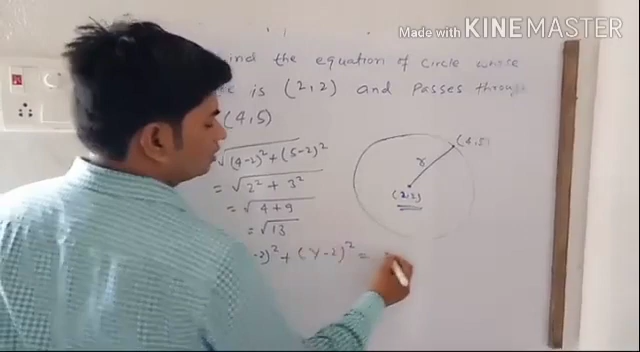 Made with KINEMASTER
ind the equation of circle whose
e is (2,2) and passes throu
(4,5)
√(4-2)² + (5-2)²
= √2² + 3²
= √4+9
= √13
-2)² + (y-2)² =
(4,5)
r
(2,2)